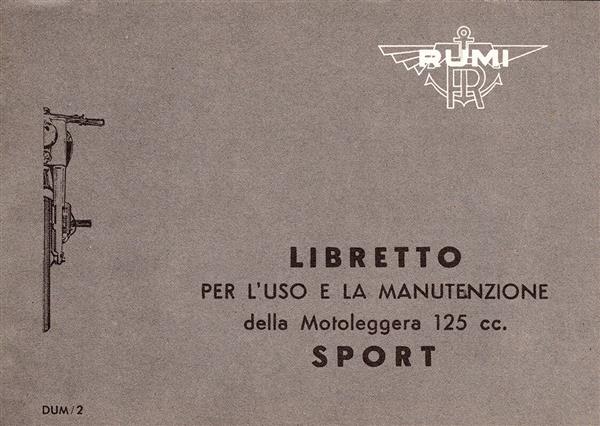 RUMI
LIBRETTO
PER L'USO E LA MANUTENZIONE
della Motoleggera 125 cc.
SPORT
DUM/2